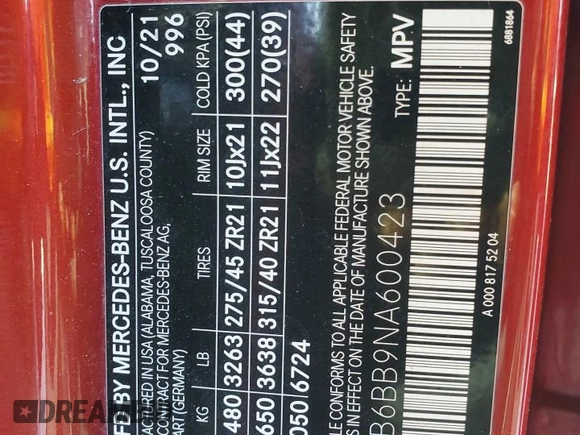 FD BY MERCEDES-BENZ U.S. INTL., INC
10/21
996
ACTURED IN USA (ALABAMA, TUSCALOOSA COUNTY)
CONTRACT FOR MERCEDES-BENZ AG,
ART (GERMANY)
KG LB TIRES RIM SIZE COLD KPA (PSI)
480 3263 275/45 ZR21 10Jx21 300(44)
650 3638 315/40 ZR21 11Jx22 270(39)
050 6724
LE CONFORMS TO ALL APPLICABLE FEDERAL MOTOR VEHICLE SAFETY
EFFECT ON THE DATE OF MANUFACTURE SHOWN ABOVE.
B6BB9NA600423 TYPE: MPV
A 000 817 52 04
6881864